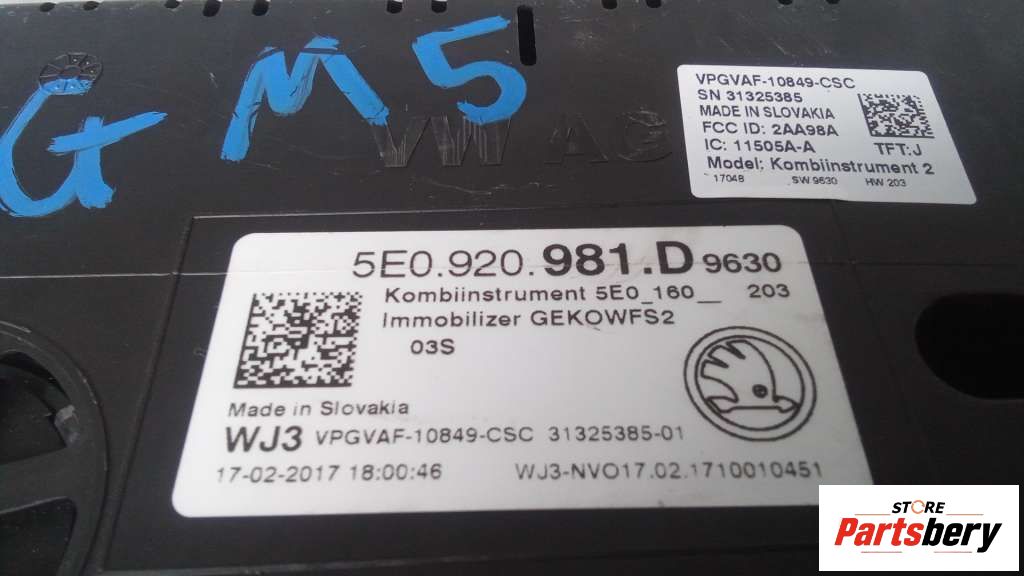 GM5
VW AG
VPGVAF-10849-CSC
SN 31325385
MADE IN SLOVAKIA
FCC ID: 2AA98A
IC: 11505A-A TFT:J
Model: Kombiinstrument 2
17048 SW 9630 HW 203
5E0.920.981.D 9630
Kombiinstrument 5E0_160__ 203
Immobilizer GEKOWFS2
03S
Made in Slovakia
WJ3 VPGVAF-10849-CSC 31325385-01
17-02-2017 18:00:46 WJ3-NVO17.02.1710010451
STORE
Partsbery